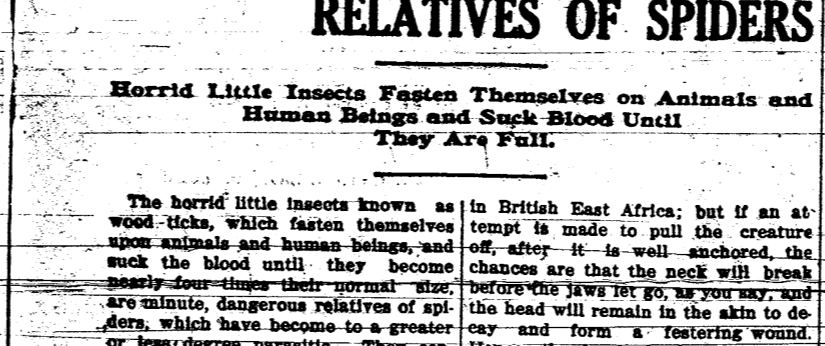 RELATIVES OF SPIDERS
Horrid Little Insects Fasten Themselves on Animals and
Human Beings and Suck Blood Until
They Are Full.
The horrid little insects known as
wood-ticks, which fasten themselves
upon animals and human beings, and
suck the blood until they become
nearly four times their normal size,
are minute, dangerous relatives of spi-
ders, which have become to a greater
or less degree parasitic. They
in British East Africa; but if an at-
tempt is made to pull the creature
off, after it is well anchored, the
chances are that the neck will break
before the jaws let go, as you say, and
the head will remain in the skin to de-
cay and form a festering wound.